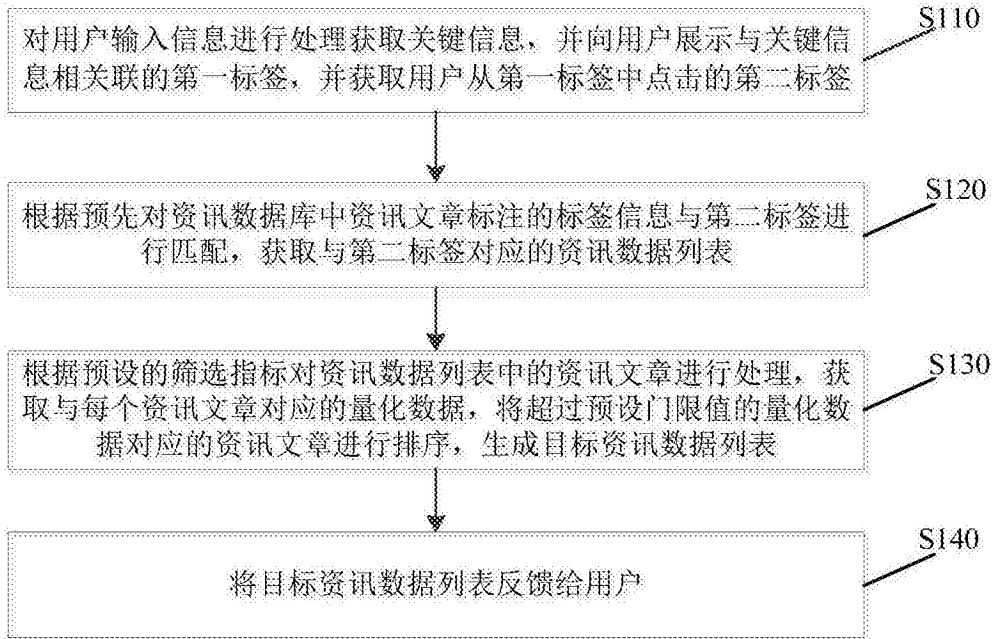 S110
对用户输入信息进行处理获取关键信息，并向用户展示与关键信
息相关联的第一标签，并获取用户从第一标签中点击的第二标签
S120
根据预先对资讯数据库中资讯文章标注的标签信息与第二标签进
行匹配，获取与第二标签对应的资讯数据列表
S130
根据预设的筛选指标对资讯数据列表中的资讯文章进行处理，获
取与每个资讯文章对应的量化数据，将超过预设门限值的量化数
据对应的资讯文章进行排序，生成目标资讯数据列表
S140
将目标资讯数据列表反馈给用户